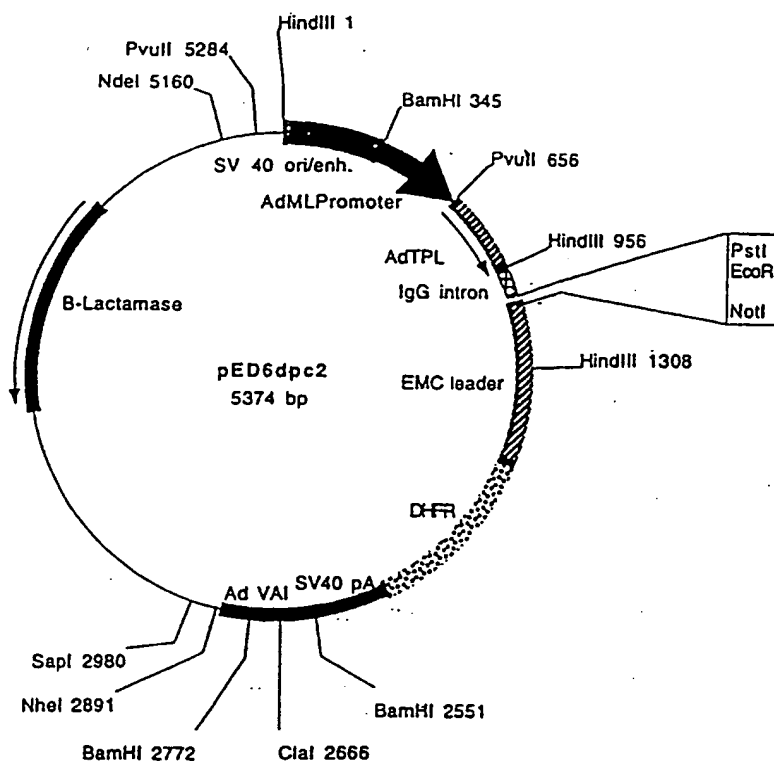 HindIII 1
PvuII 5284
NdeI 5160
BamHI 345
SV 40 ori/enh.
PvuII 656
AdMLPromoter
HindIII 956
AdTPL
PstI
EcoR
IgG intron
NotI
B-Lactamase
pED6dpc2
5374 bp
EMC leader
HindIII 1308
DHFR
Ad VAI
SV40 pA
SapI 2980
NheI 2891
BamHI 2551
BamHI 2772
ClaI 2666